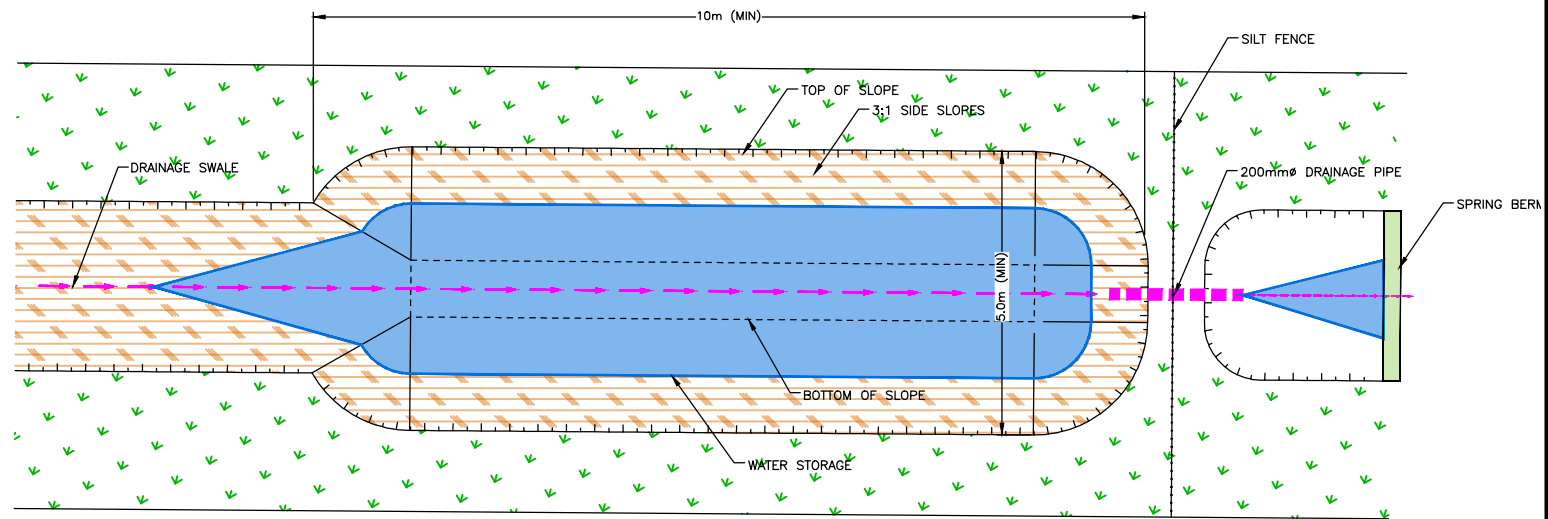 10m (MIN)
SILT FENCE
TOP OF SLOPE
3:1 SIDE SLOPES
DRAINAGE SWALE
200mmø DRAINAGE PIPE
SPRING BERM
5.0m (MIN)
BOTTOM OF SLOPE
WATER STORAGE